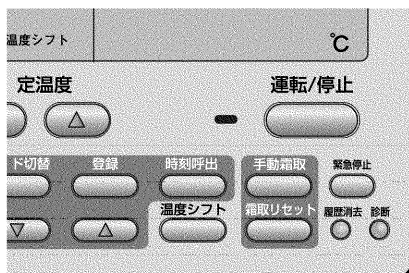 温度シフト
℃
定温度
運転/停止
ド切替
登録
時刻呼出
手動霜取
緊急停止
温度シフト
霜取リセット
履歴消去
診断